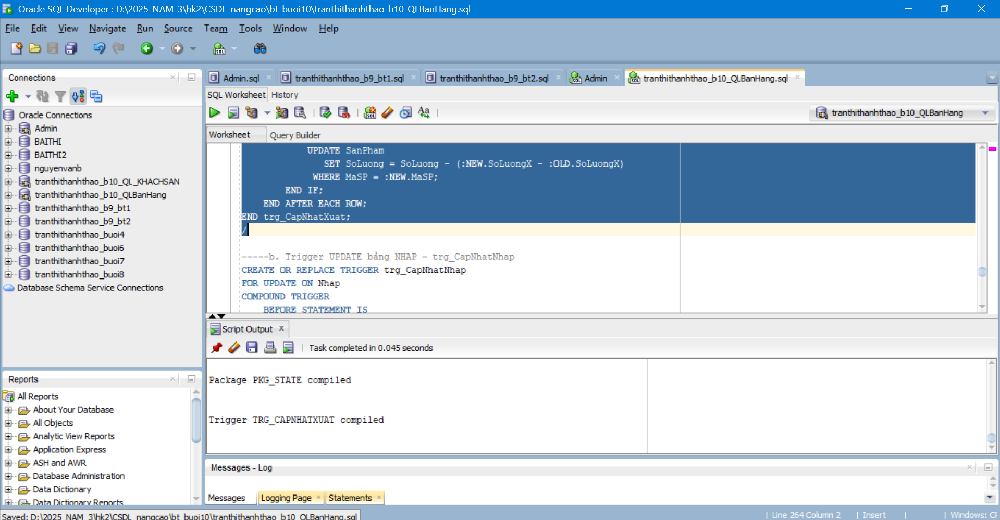 Oracle SQL Developer : D:\2025_NAM_3\hk2\CSDL_nangcao\bt_buoi10\tranthithanhthao_b10_QLBanHang.sql
File Edit View Navigate Run Source Team Tools Window Help
Connections
Oracle Connections
Admin
BAITHI
BAITHI2
nguyenvanb
tranthithanhthao_b10_QL_KHACHSAN
tranthithanhthao_b10_QLBanHang
tranthithanhthao_b9_bt1
tranthithanhthao_b9_bt2
tranthithanhthao_buoi4
tranthithanhthao_buoi6
tranthithanhthao_buoi7
tranthithanhthao_buoi8
Database Schema Service Connections
Reports
All Reports
About Your Database
All Objects
Analytic View Reports
Application Express
ASH and AWR
Database Administration
Data Dictionary
Data Dictionary Reports
Admin.sql tranthithanhthao_b9_bt1.sql tranthithanhthao_b9_bt2.sql Admin tranthithanhthao_b10_QLBanHang.sql
SQL Worksheet History
tranthithanhthao_b10_QLBanHang
Worksheet Query Builder
UPDATE SanPham
SET SoLuong = SoLuong - (:NEW.SoLuongX - :OLD.SoLuongX)
WHERE MaSP = :NEW.MaSP;
END IF;
END AFTER EACH ROW;
END trg_CapNhatXuat;
/
-----b. Trigger UPDATE bảng NHAP – trg_CapNhatNhap
CREATE OR REPLACE TRIGGER trg_CapNhatNhap
FOR UPDATE ON Nhap
COMPOUND TRIGGER
BEFORE STATEMENT IS
Script Output
Task completed in 0.045 seconds
Package PKG_STATE compiled
Trigger TRG_CAPNHATXUAT compiled
Messages - Log
Messages Logging Page Statements
Saved: D:\2025_NAM_3\hk2\CSDL_nangcao\bt_buoi10\tranthithanhthao_b10_QLBanHang.sql
Line 264 Column 2 Insert Windows: